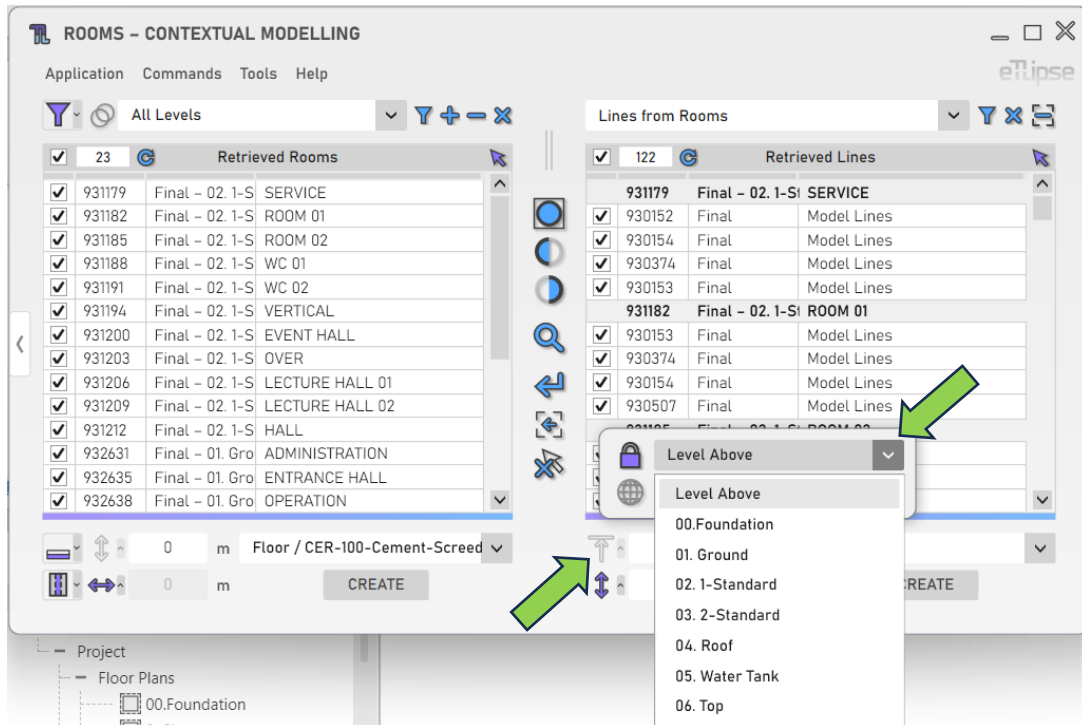 ROOMS – CONTEXTUAL MODELLING
Application Commands Tools Help
eTLipse
All Levels
Lines from Rooms
23 Retrieved Rooms
122 Retrieved Lines
931179 Final – 02. 1-S SERVICE
931182 Final – 02. 1-S ROOM 01
931185 Final – 02. 1-S ROOM 02
931188 Final – 02. 1-S WC 01
931191 Final – 02. 1-S WC 02
931194 Final – 02. 1-S VERTICAL
931200 Final – 02. 1-S EVENT HALL
931203 Final – 02. 1-S OVER
931206 Final – 02. 1-S LECTURE HALL 01
931209 Final – 02. 1-S LECTURE HALL 02
931212 Final – 02. 1-S HALL
932631 Final – 01. Gro ADMINISTRATION
932635 Final – 01. Gro ENTRANCE HALL
932638 Final – 01. Gro OPERATION
931179 Final – 02. 1-St SERVICE
930152 Final Model Lines
930154 Final Model Lines
930374 Final Model Lines
930153 Final Model Lines
931182 Final – 02. 1-St ROOM 01
930153 Final Model Lines
930374 Final Model Lines
930154 Final Model Lines
930507 Final Model Lines
Level Above
Level Above
00.Foundation
01. Ground
02. 1-Standard
03. 2-Standard
04. Roof
05. Water Tank
06. Top
0 m Floor / CER-100-Cement-Screed
0 m CREATE
CREATE
Project
Floor Plans
00.Foundation